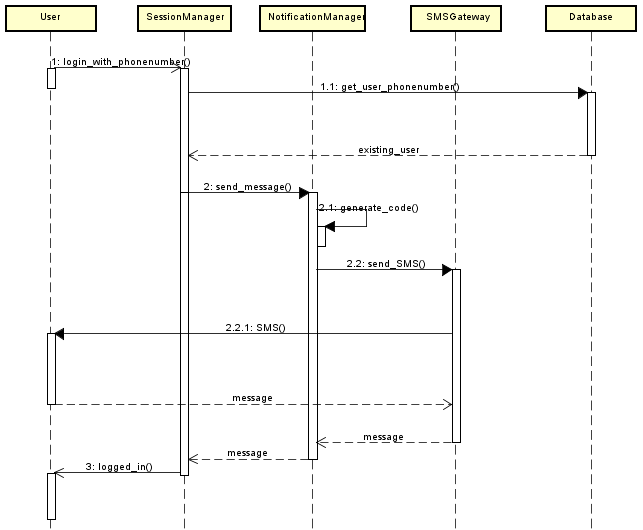 User
SessionManager
NotificationManager
SMSGateway
Database
1: login_with_phonenumber()
1.1: get_user_phonenumber()
existing_user
2: send_message()
2.1: generate_code()
2.2: send_SMS()
2.2.1: SMS()
message
message
message
3: logged_in()